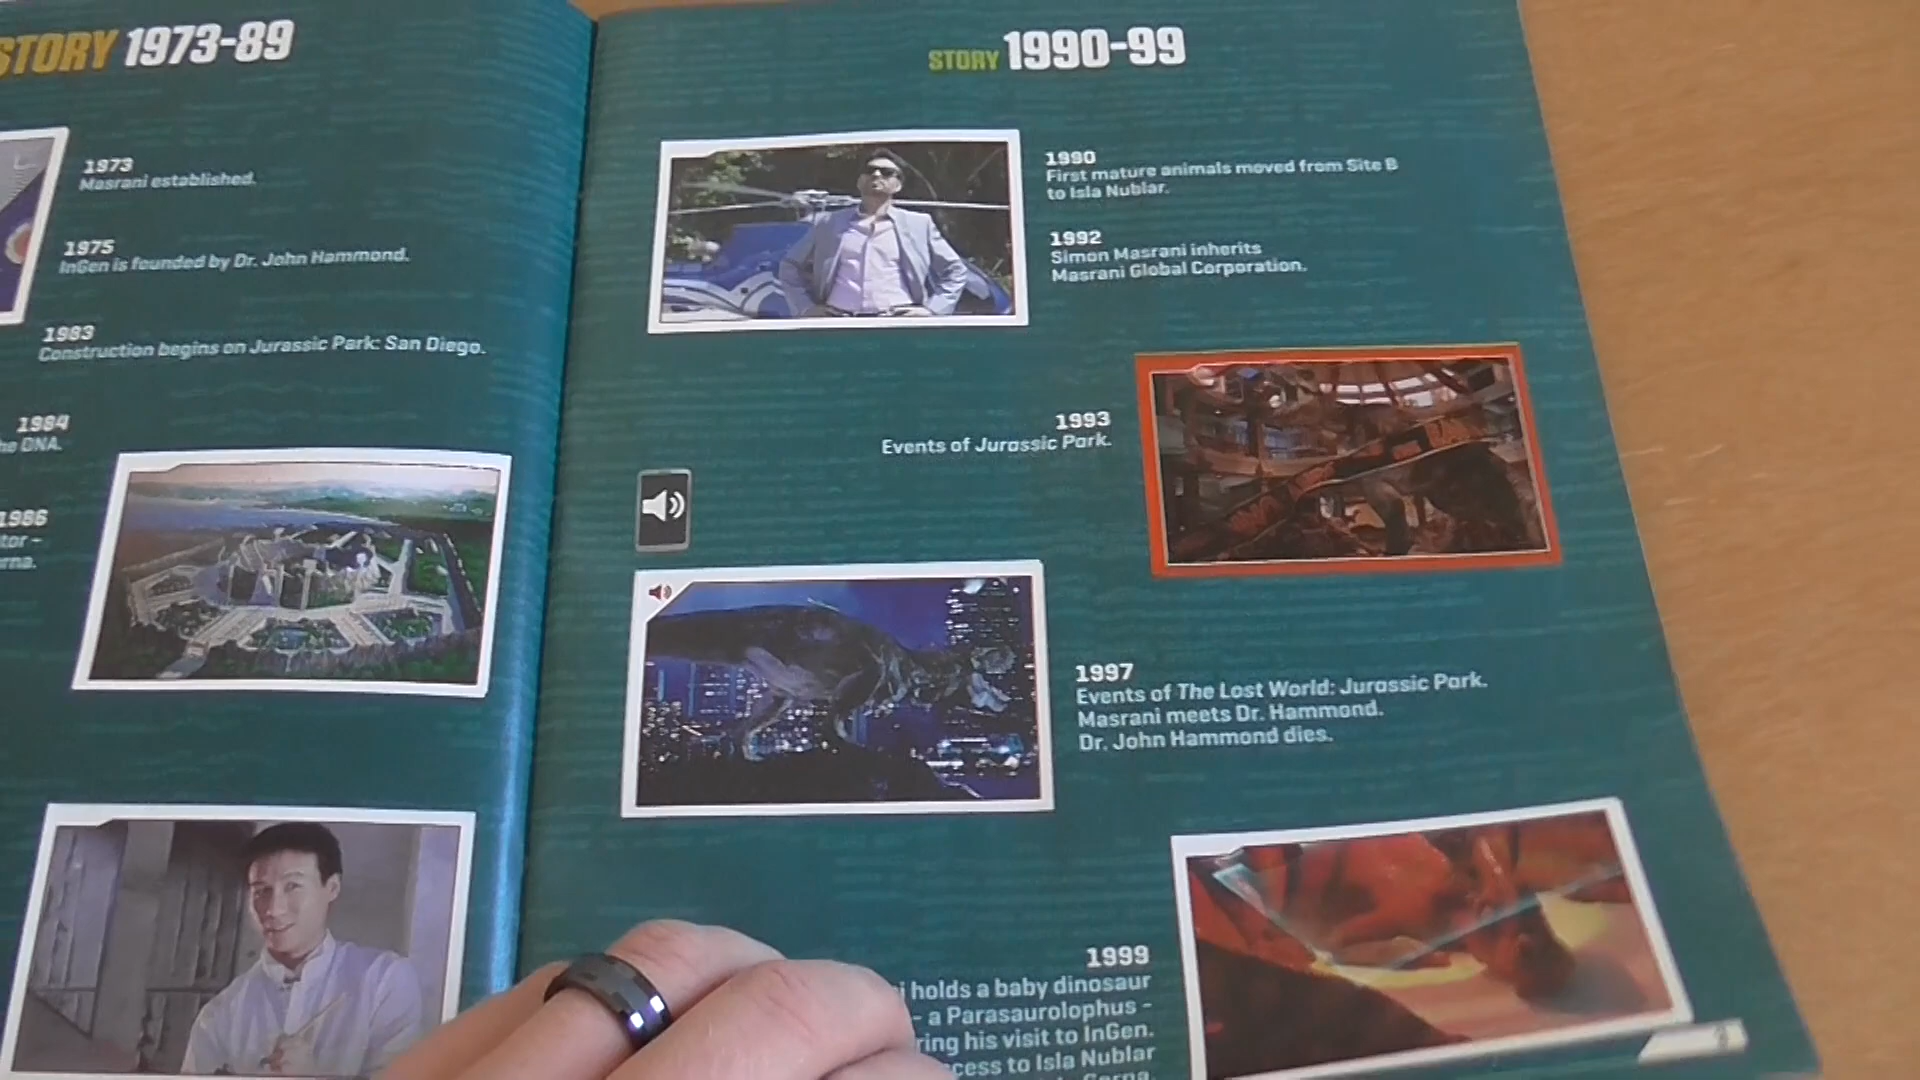 STORY 1973-89
1973
Masrani established.
1975
InGen is founded by Dr. John Hammond.
1983
Construction begins on Jurassic Park: San Diego.
1984
DNA.
1986
STORY 1990-99
1990
First mature animals moved from Site B
to Isla Nublar.
1992
Simon Masrani inherits
Masrani Global Corporation.
1993
Events of Jurassic Park.
1997
Events of The Lost World: Jurassic Park.
Masrani meets Dr. Hammond.
Dr. John Hammond dies.
1999
holds a baby dinosaur
- a Parasaurolophus -
his visit to InGen.
to Isla Nublar